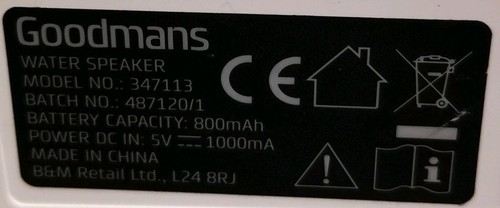 Goodmans
WATER SPEAKER
MODEL NO.: 347113
BATCH NO.: 487120/1
BATTERY CAPACITY: 800mAh
POWER DC IN: 5V ⎓ 1000mA
MADE IN CHINA
B&M Retail Ltd., L24 8RJ
CE